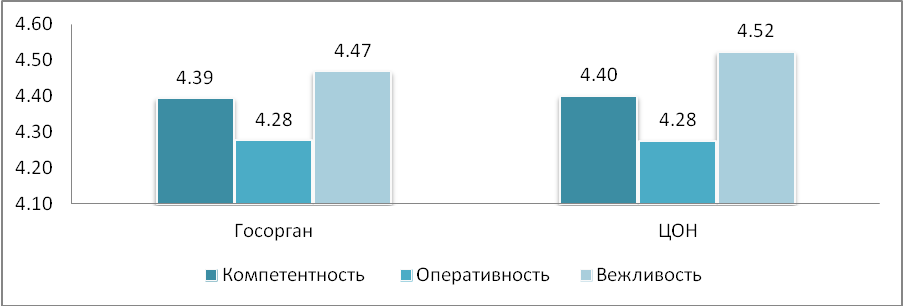 4.60
4.50
4.40
4.30
4.20
4.10
4.39
4.28
4.47
4.40
4.28
4.52
Госорган
ЦОН
Компетентность
Оперативность
Вежливость